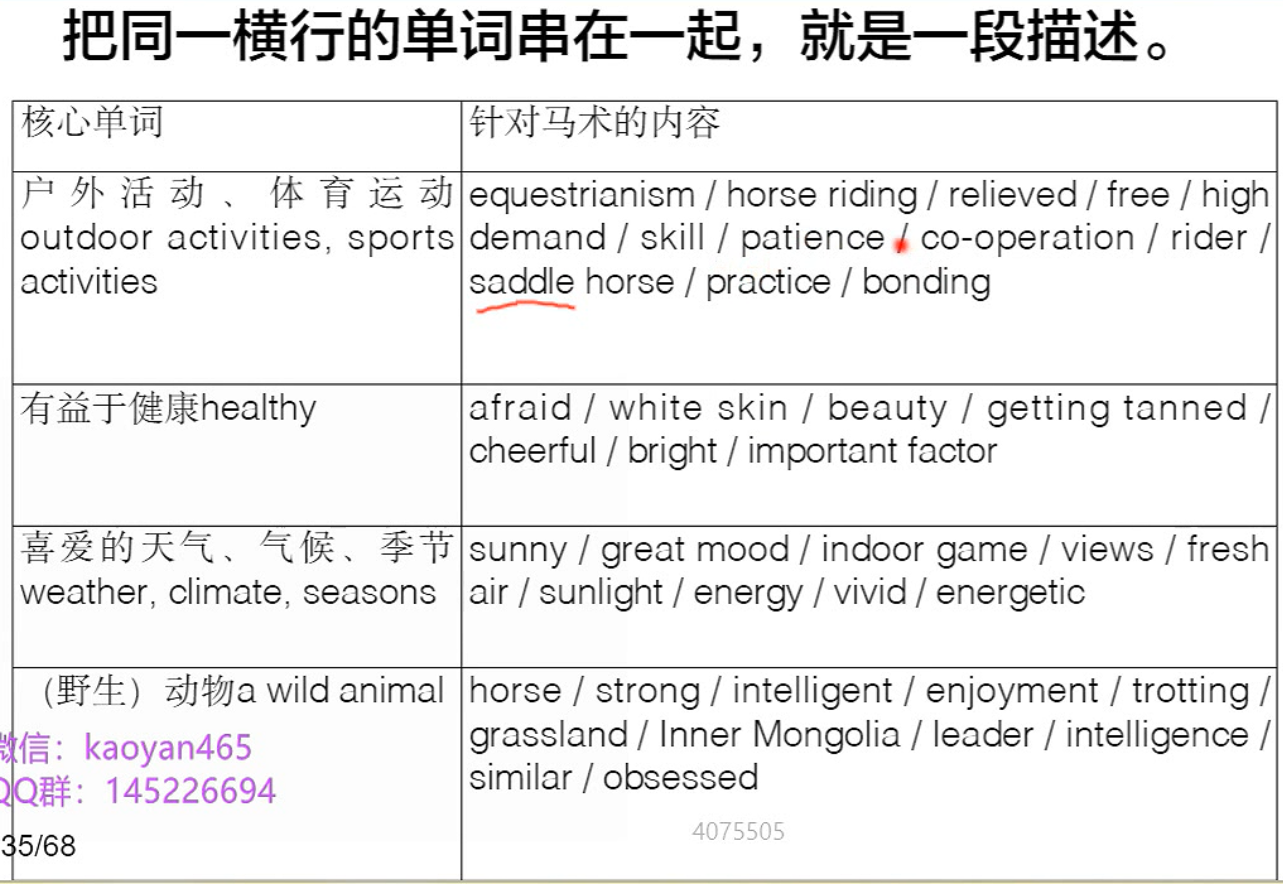 把同一横行的单词串在一起，就是一段描述。
核心单词
针对马术的内容
户外活动、体育运动
outdoor activities, sports
activities
equestrianism / horse riding / relieved / free / high
demand / skill / patience / co-operation / rider /
saddle horse / practice / bonding
有益于健康healthy
afraid / white skin / beauty / getting tanned /
cheerful / bright / important factor
喜爱的天气、气候、季节
weather, climate, seasons
sunny / great mood / indoor game / views / fresh
air / sunlight / energy / vivid / energetic
（野生）动物a wild animal
horse / strong / intelligent / enjoyment / trotting /
grassland / Inner Mongolia / leader / intelligence /
similar / obsessed
微信：kaoyan465
QQ群：145226694
35/68
4075505